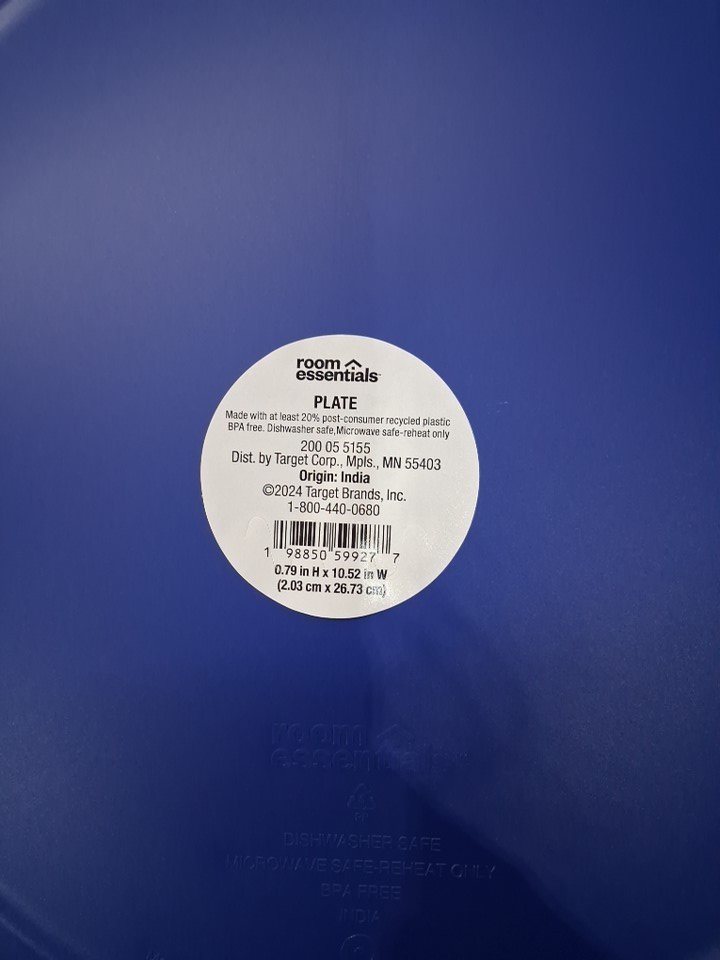 room
essentials™
PLATE
Made with at least 20% post-consumer recycled plastic
BPA free. Dishwasher safe,Microwave safe-reheat only
200 05 5155
Dist. by Target Corp., Mpls., MN 55403
Origin: India
©2024 Target Brands, Inc.
1-800-440-0680
1 98850 59927 7
0.79 in H x 10.52 in W
(2.03 cm x 26.73 cm)
room
essentials
PP
DISHWASHER SAFE
MICROWAVE SAFE-REHEAT ONLY
BPA FREE
INDIA